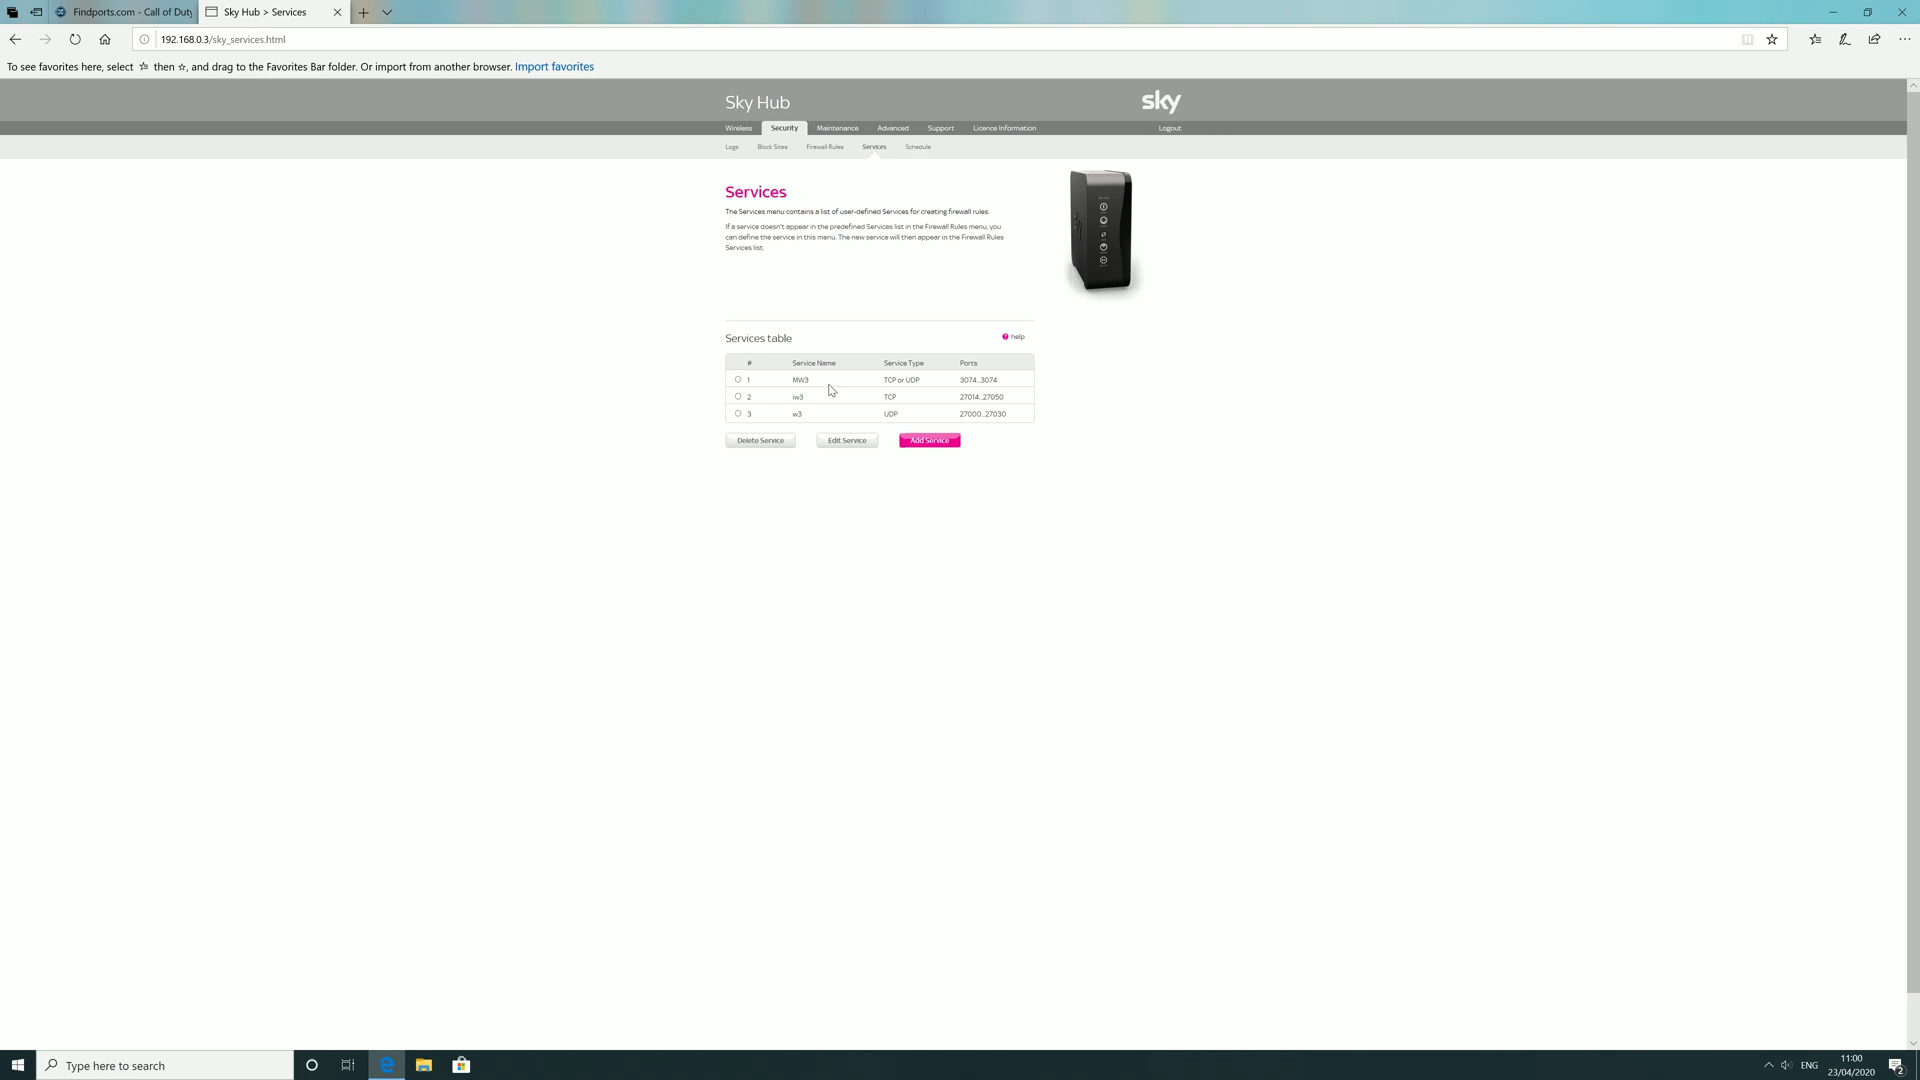 Findports.com - Call of Duty
Sky Hub > Services
192.168.0.3/sky_services.html
To see favorites here, select then ☆, and drag to the Favorites Bar folder. Or import from another browser. Import favorites
Sky Hub
sky
Wireless Security Maintenance Advanced Support Licence Information Logout
Logs Block Sites Firewall Rules Services Schedule
Services
The Services menu contains a list of user-defined Services for creating firewall rules.
If a service doesn't appear in the predefined Services list in the Firewall Rules menu, you
can define the service in this menu. The new service will then appear in the Firewall Rules
Services list.
Services table
? help
# Service Name Service Type Ports
1 MW3 TCP or UDP 3074...3074
2 iw3 TCP 27014...27050
3 w3 UDP 27000...27030
Delete Service Edit Service Add Service
Type here to search
ENG
11:00
23/04/2020
2